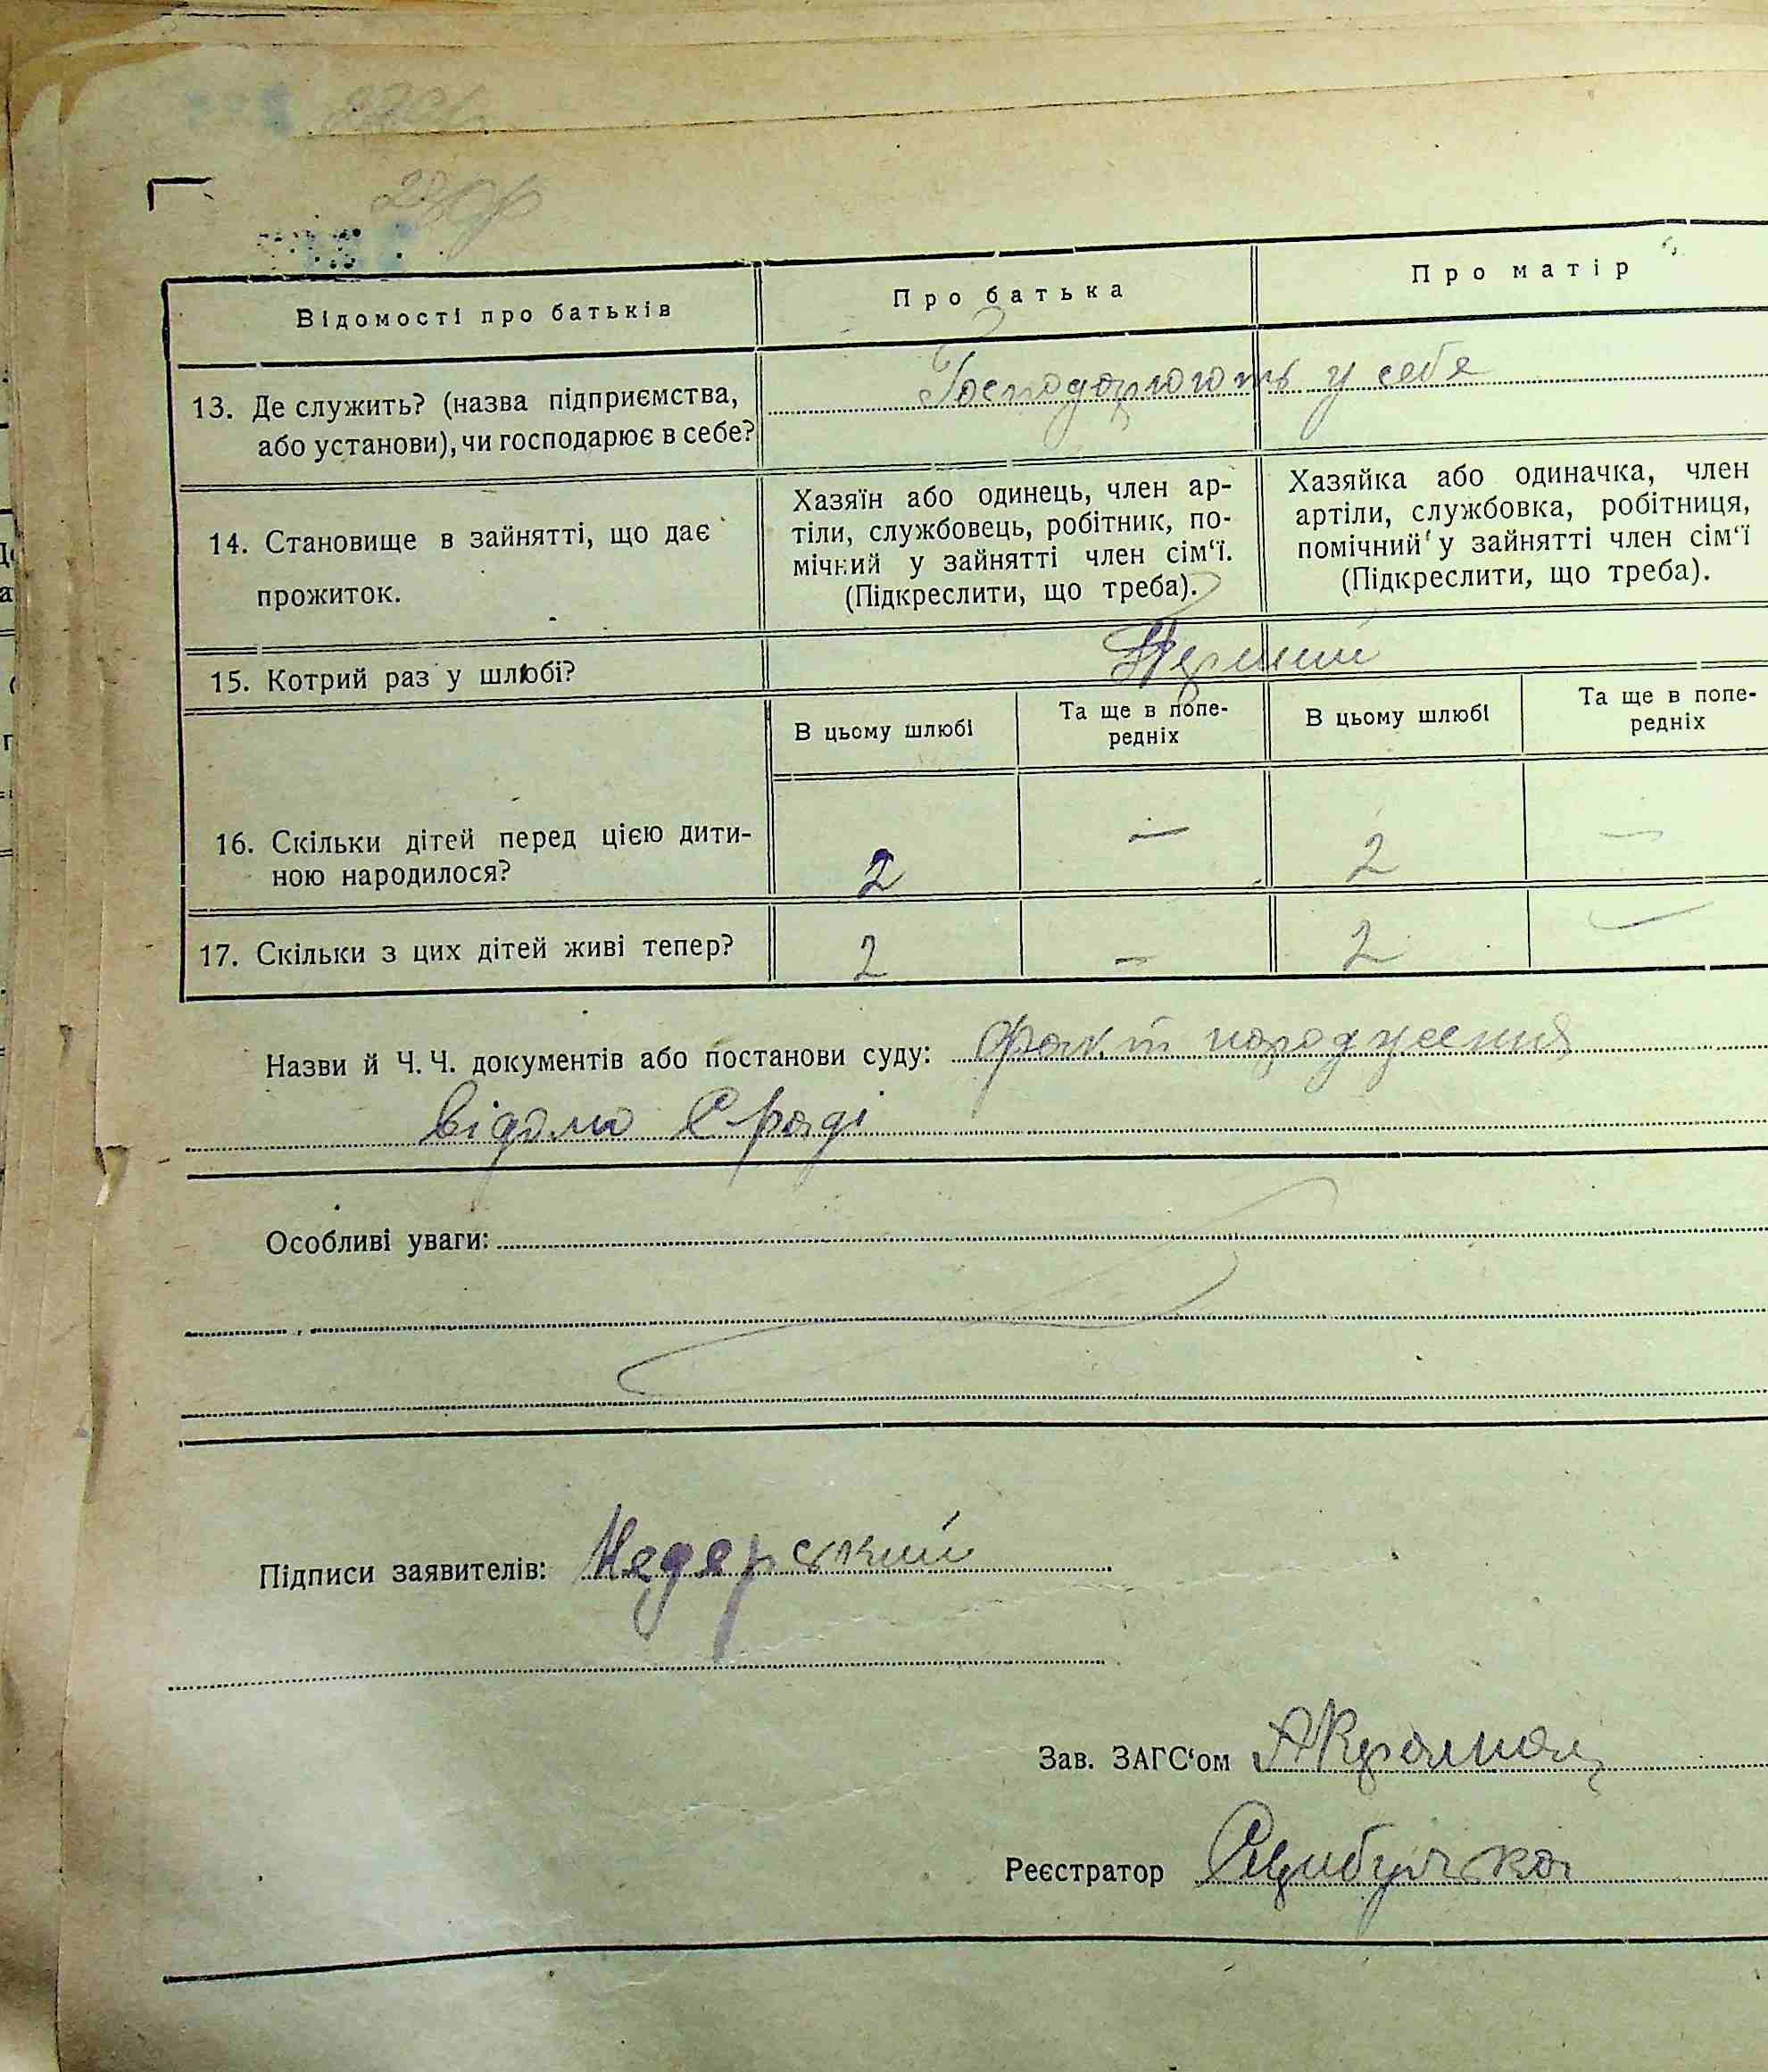 Відомості про батьків
Про батька
Про матір
13. Де служить? (назва підприємства,
або установи), чи господарює в себе?
Господарюють у себе
14. Становище в зайнятті, що дає
прожиток.
Хазяїн або одинець, член ар-
тіли, службовець, робітник, по-
мічний у зайнятті член сім‘ї.
(Підкреслити, що треба).
Хазяйка або одиначка, член
артіли, службовка, робітниця,
помічний у зайнятті член сім‘ї
(Підкреслити, що треба).
15. Котрий раз у шлюбі?
Перший
В цьому шлюбі
Та ще в попе-
редніх
В цьому шлюбі
Та ще в попе-
редніх
16. Скільки дітей перед цією дити-
ною народилося?
2 — 2 —
17. Скільки з цих дітей живі тепер?
2 — 2 —
Назви й Ч. Ч. документів або постанови суду: факт народження
відомо С/раді
Особливі уваги:
Підписи заявителів:
Зав. ЗАГС‘ом
Реєстратор